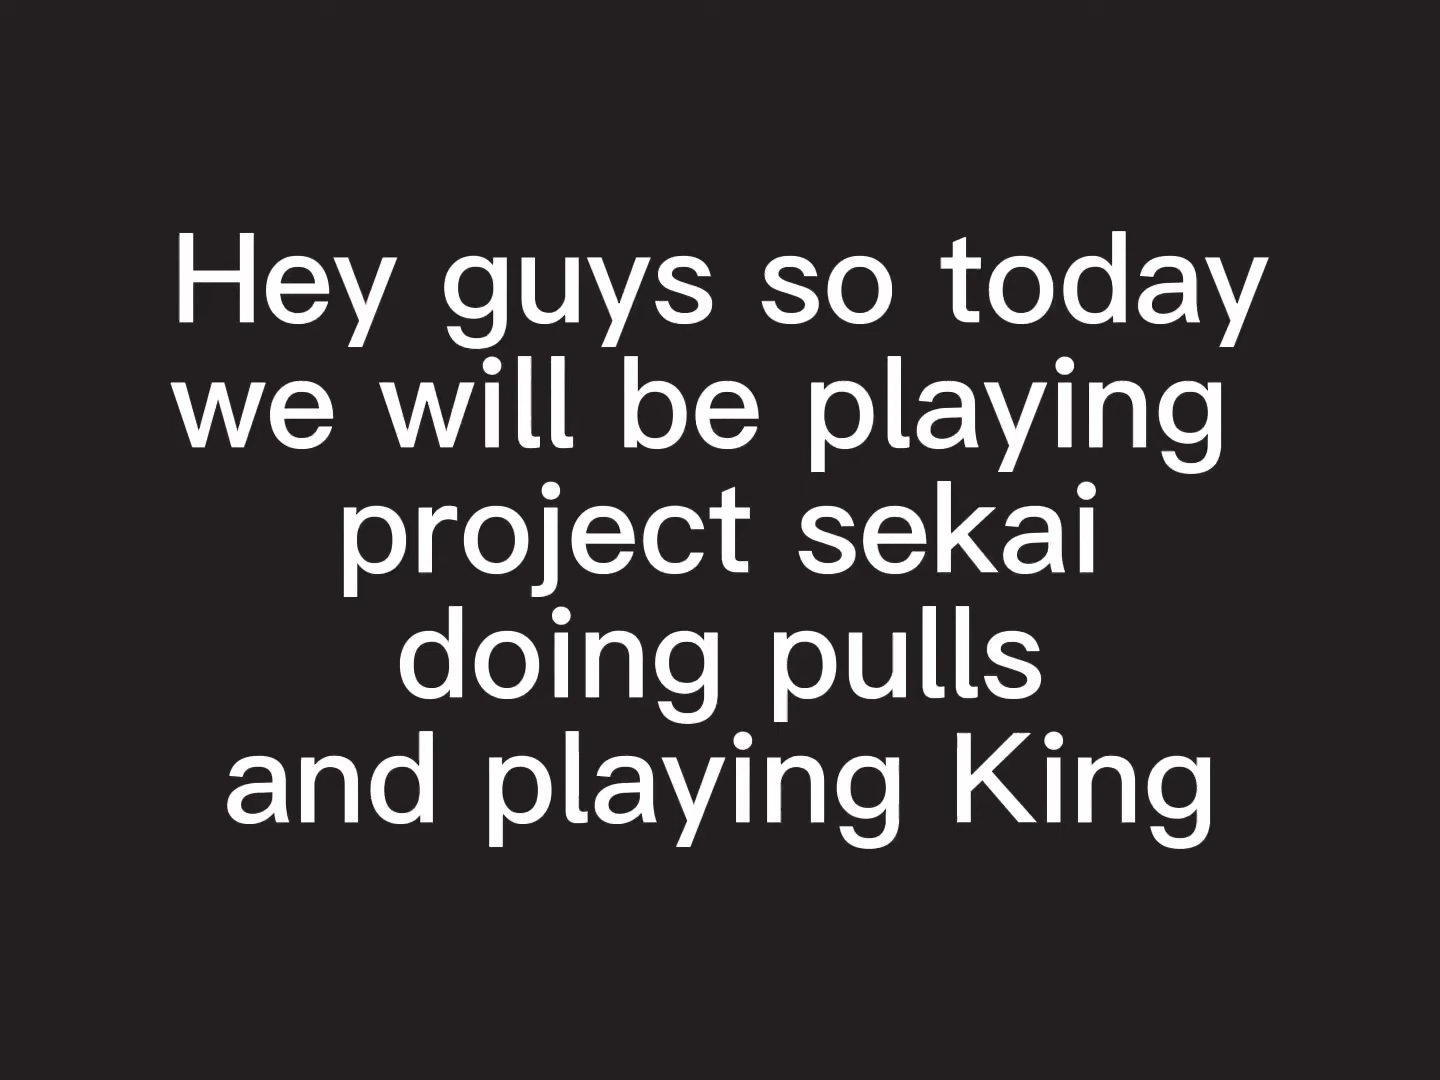 Hey guys so today
we will be playing
project sekai
doing pulls
and playing King